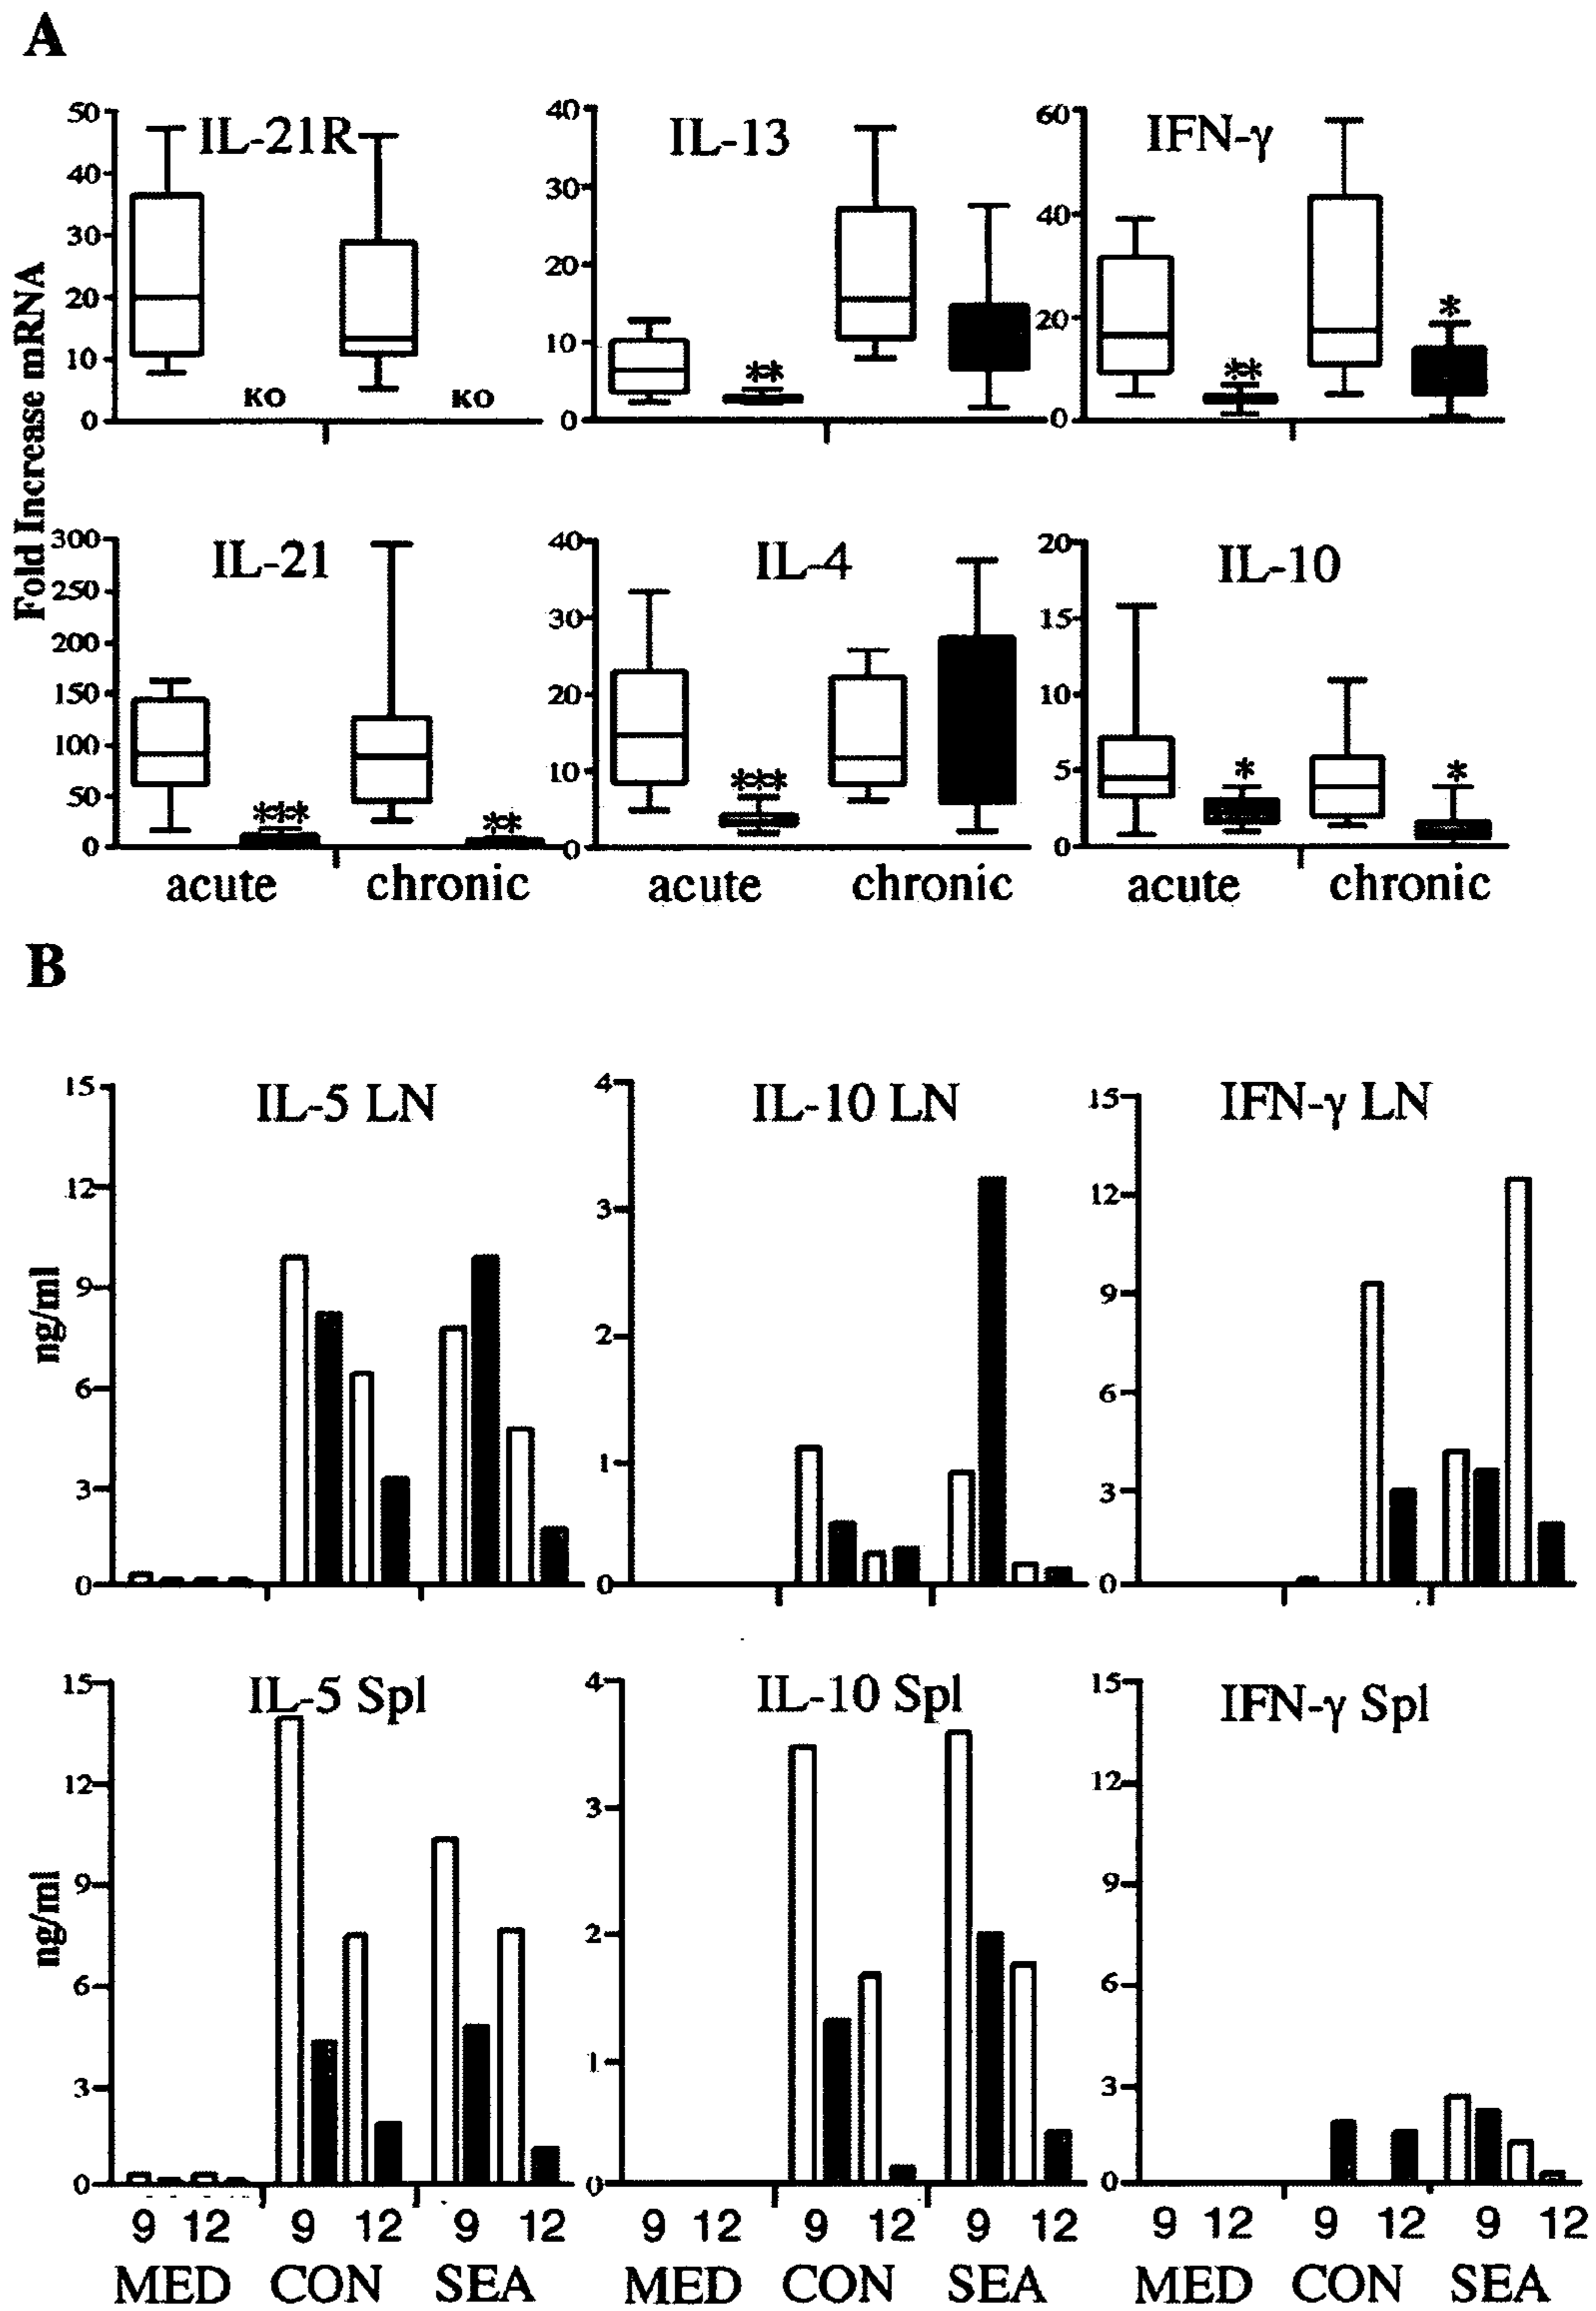 A
Fold Increase mRNA
IL-21R
50
40
30
20
10
0
KO
KO
IL-13
40
30
20
10
0
**
IFN-γ
60
40
20
0
**
*
IL-21
300
250
200
150
100
50
0
***
**
acute chronic
IL-4
40
30
20
10
0
***
acute chronic
IL-10
20
15
10
5
0
*
*
acute chronic
B
ng/ml
IL-5 LN
15
12
9
6
3
0
IL-10 LN
4
3
2
1
0
IFN-γ LN
15
12
9
6
3
0
ng/ml
IL-5 Spl
15
12
9
6
3
0
9 12 9 12 9 12
MED CON SEA
IL-10 Spl
4
3
2
1
0
9 12 9 12 9 12
MED CON SEA
IFN-γ Spl
15
12
9
6
3
0
9 12 9 12 9 12
MED CON SEA